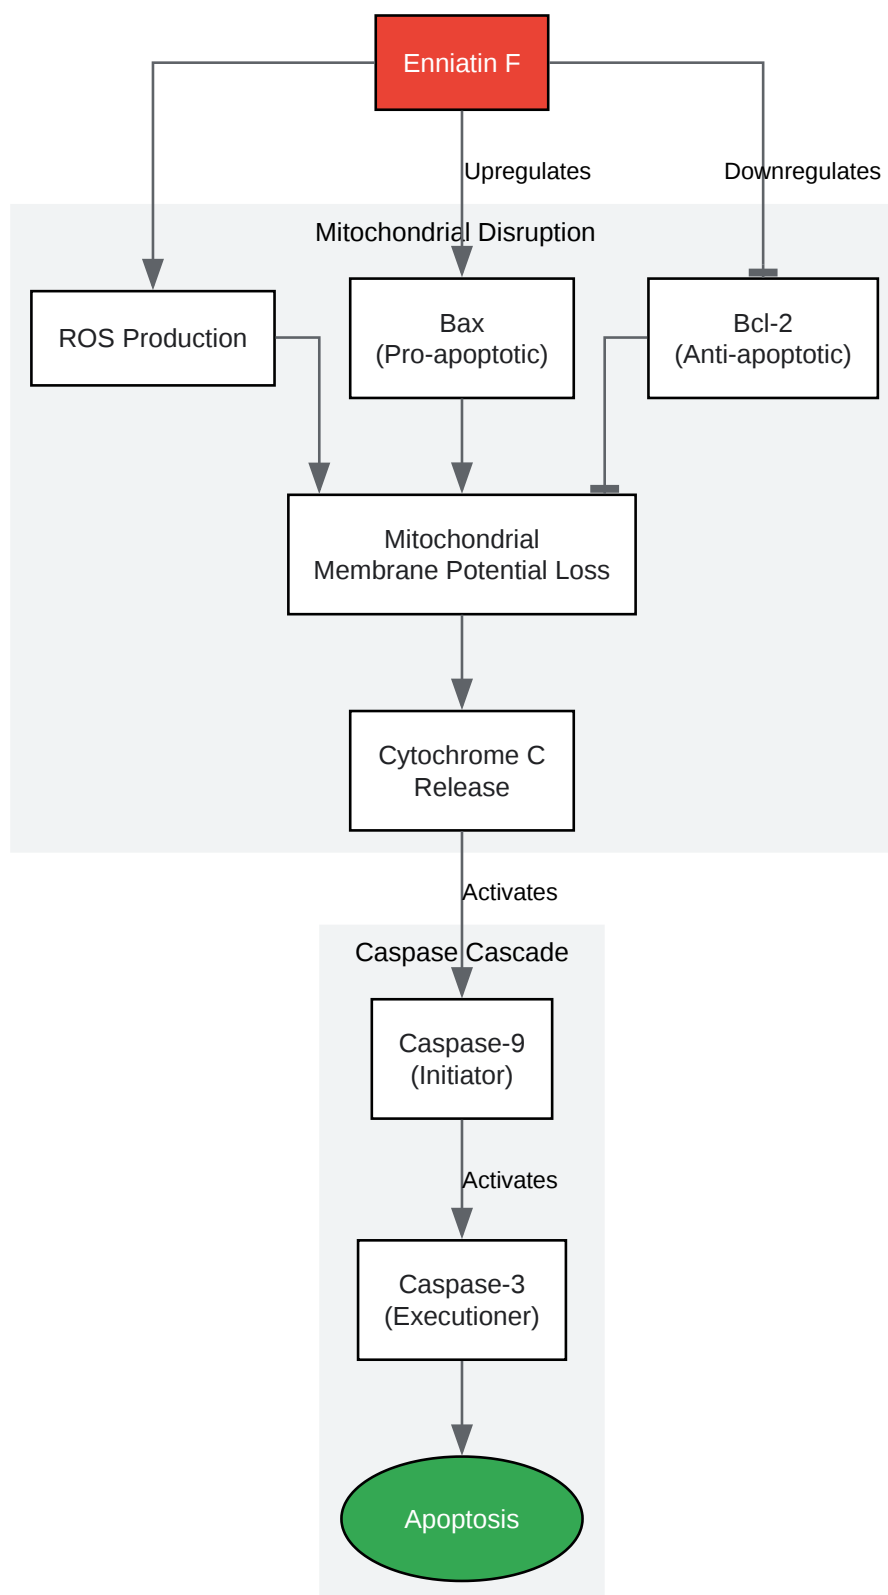 Enniatin F
Upregulates
Downregulates
Mitochondrial Disruption
ROS Production
Bax
(Pro-apoptotic)
Bcl-2
(Anti-apoptotic)
Mitochondrial
Membrane Potential Loss
Cytochrome C
Release
Activates
Caspase Cascade
Caspase-9
(Initiator)
Activates
Caspase-3
(Executioner)
Apoptosis